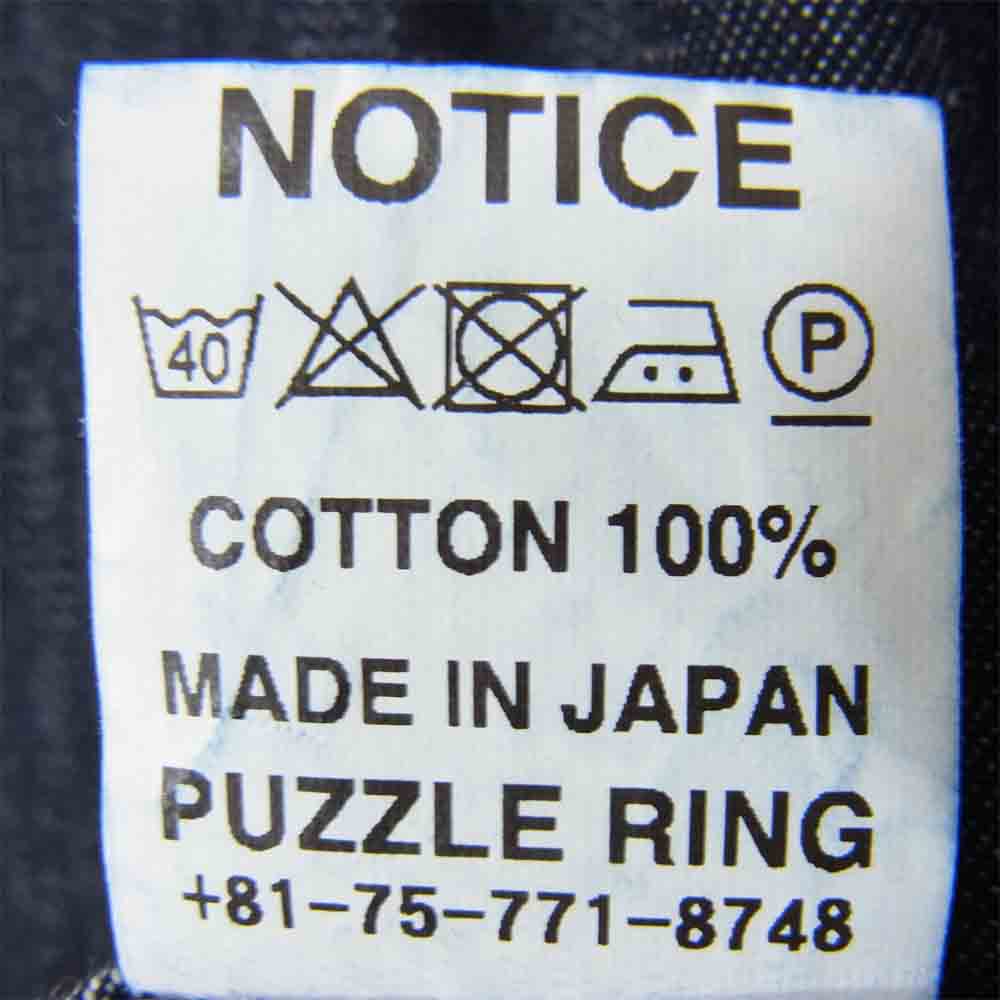 NOTICE
40 P
COTTON 100%
MADE IN JAPAN
PUZZLE RING
+81-75-771-8748